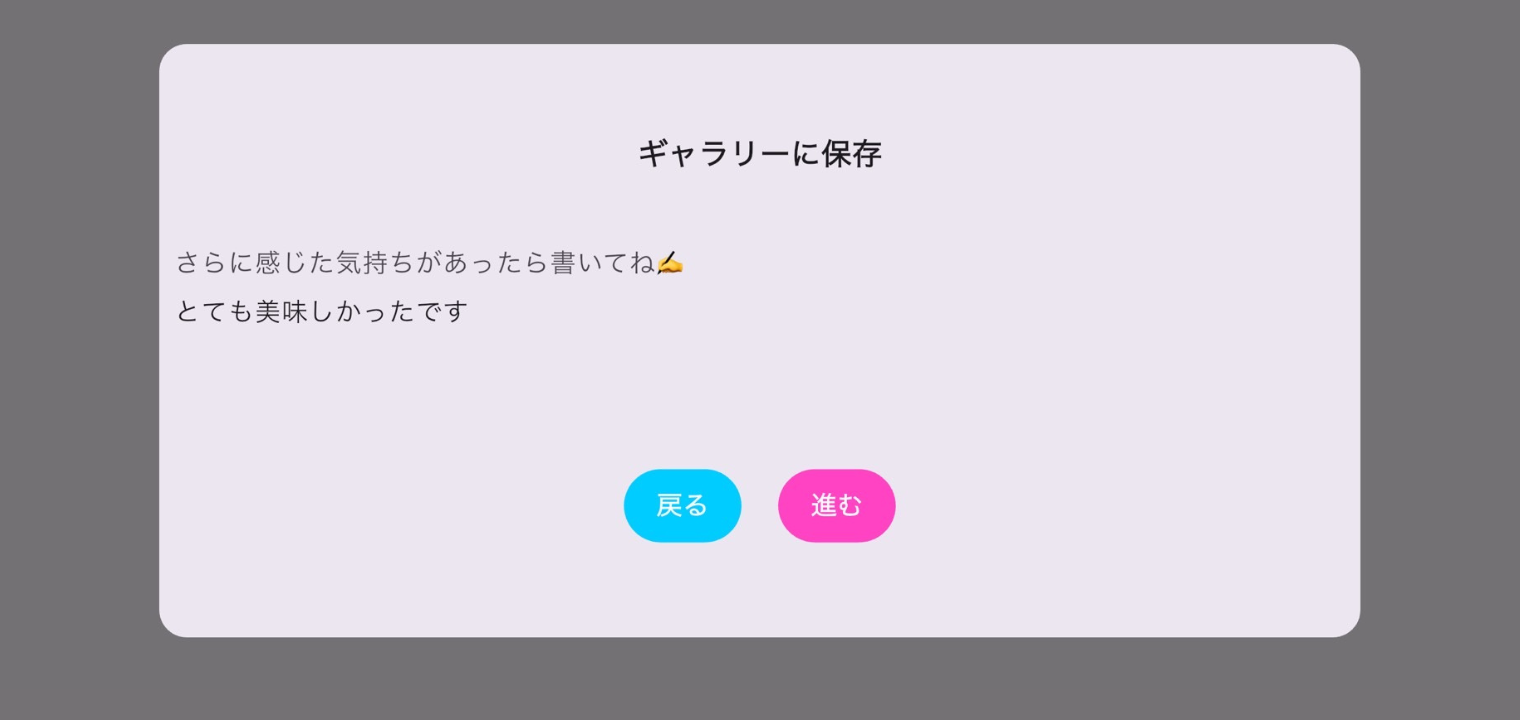 ギャラリーに保存
さらに感じた気持ちがあったら書いてね✍️
とても美味しかったです
戻る
進む